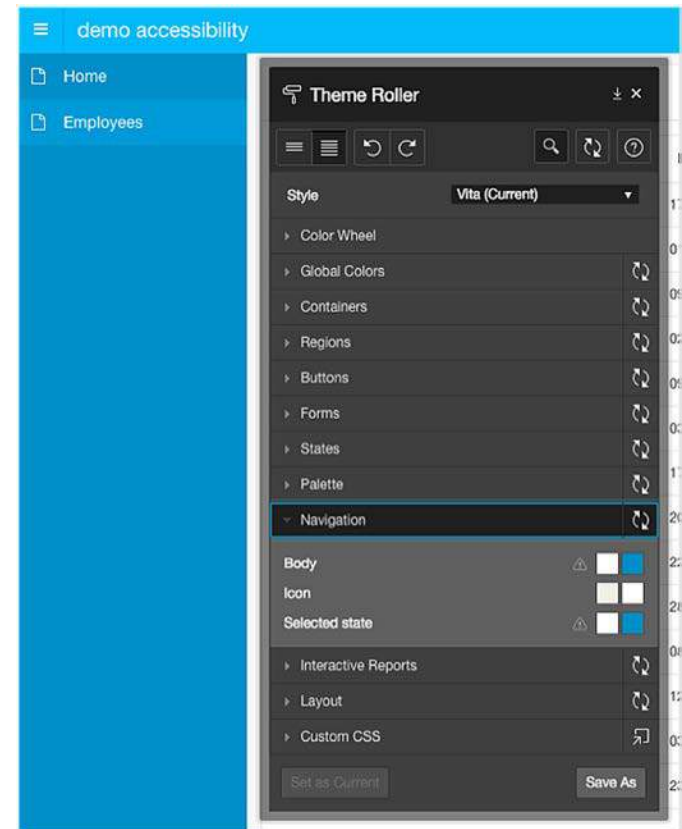 demo accessibility
Home
Employees
Theme Roller
Style
Vita (Current)
Color Wheel
Global Colors
Containers
Regions
Buttons
Forms
States
Palette
Navigation
Body
Icon
Selected state
Interactive Reports
Layout
Custom CSS
Set as Current
Save As